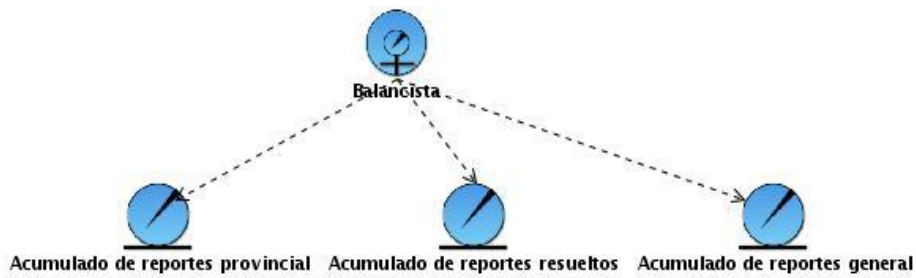 Balancista
Acumulado de reportes provincial
Acumulado de reportes resueltos
Acumulado de reportes general